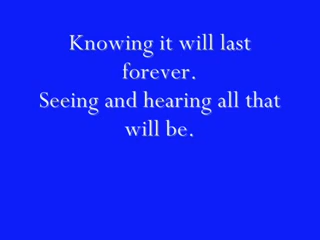 Knowing it will last
forever.
Seeing and hearing all that
will be.